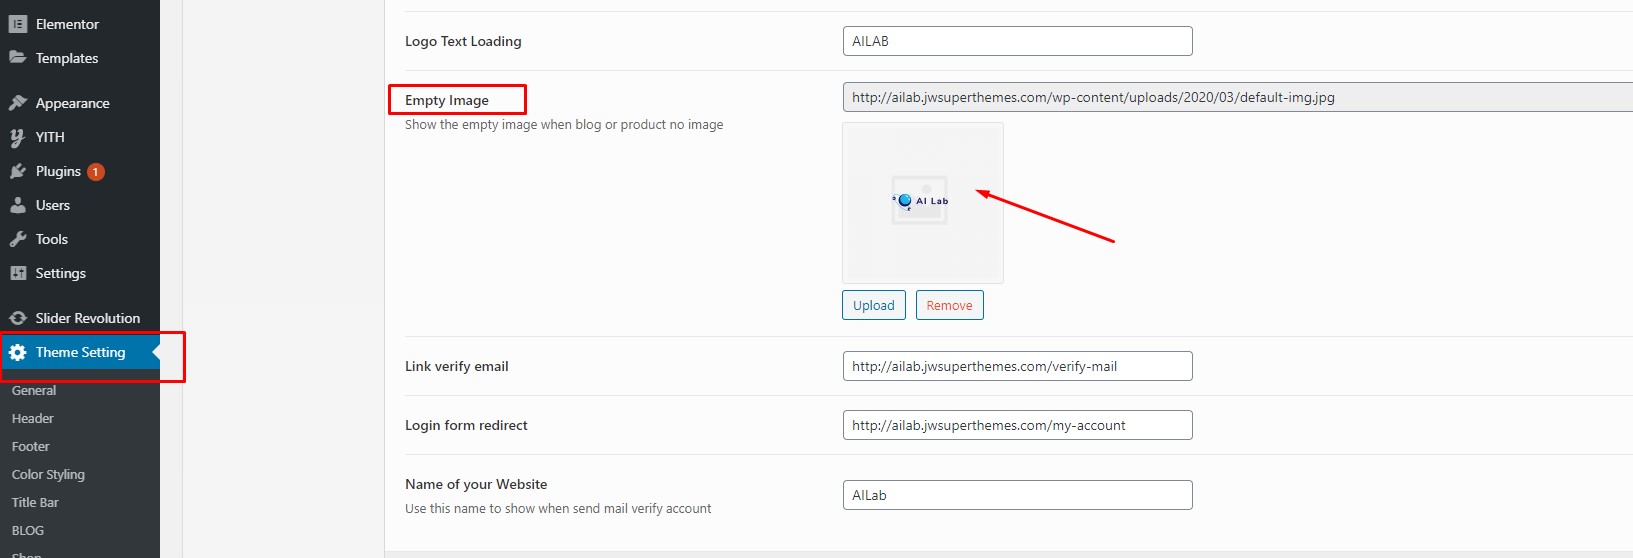 Elementor
Templates
Appearance
YITH
Plugins 1
Users
Tools
Settings
Slider Revolution
Theme Setting
General
Header
Footer
Color Styling
Title Bar
BLOG
Shop
Logo Text Loading
AILAB
Empty Image
Show the empty image when blog or product no image
http://ailab.jwsuperthemes.com/wp-content/uploads/2020/03/default-img.jpg
AI Lab
Upload Remove
Link verify email
http://ailab.jwsuperthemes.com/verify-mail
Login form redirect
http://ailab.jwsuperthemes.com/my-account
Name of your Website
Use this name to show when send mail verify account
AILab